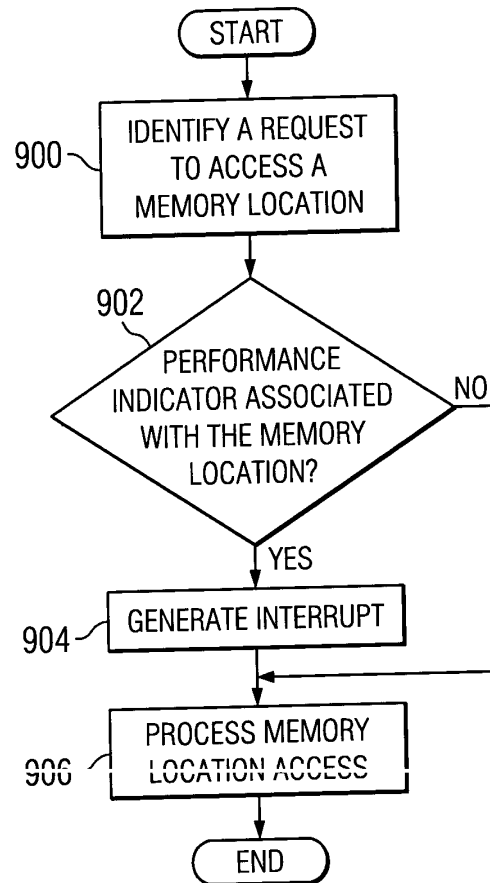 START
900
IDENTIFY A REQUEST
TO ACCESS A
MEMORY LOCATION
902
PERFORMANCE
INDICATOR ASSOCIATED
WITH THE MEMORY
LOCATION?
NO
YES
904
GENERATE INTERRUPT
906
PROCESS MEMORY
LOCATION ACCESS
END